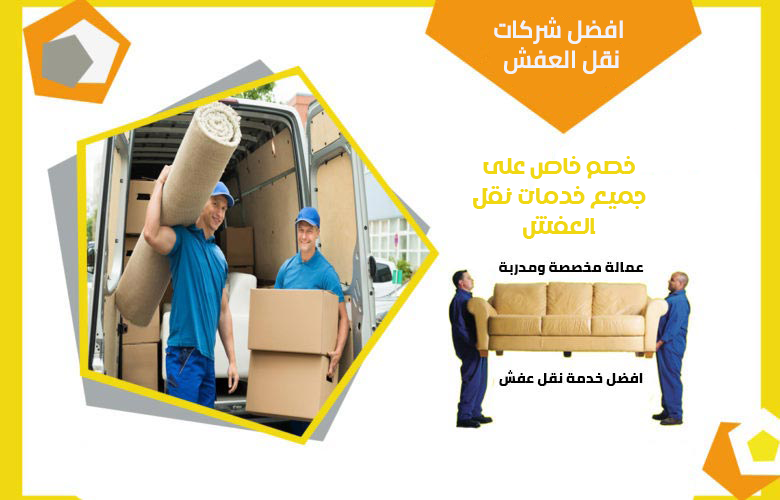 افضل شركات
نقل العفش
خصم خاص على
جميع خدمات نقل
العفش
عمالة مخصصة ومدربة
افضل خدمة نقل عفش